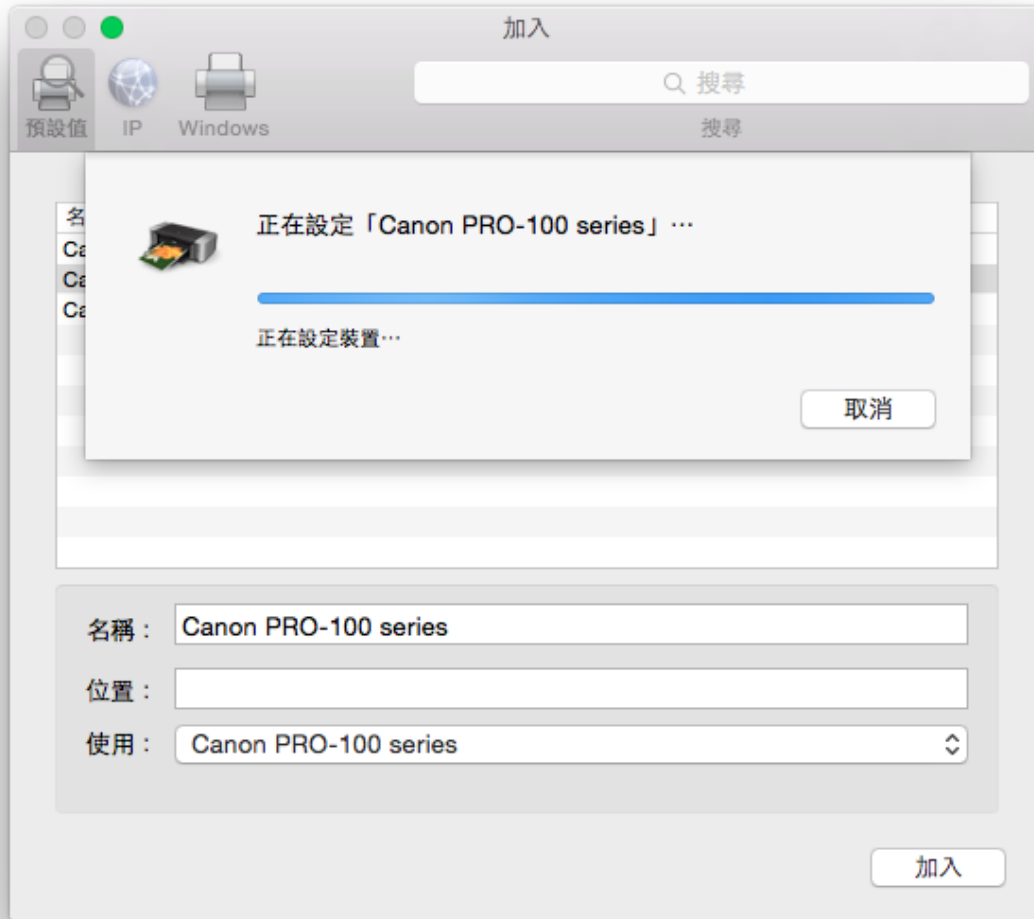 加入
預設值 IP Windows
搜尋
搜尋
正在設定「Canon PRO-100 series」…
正在設定裝置…
取消
名稱：Canon PRO-100 series
位置：
使用：Canon PRO-100 series
加入